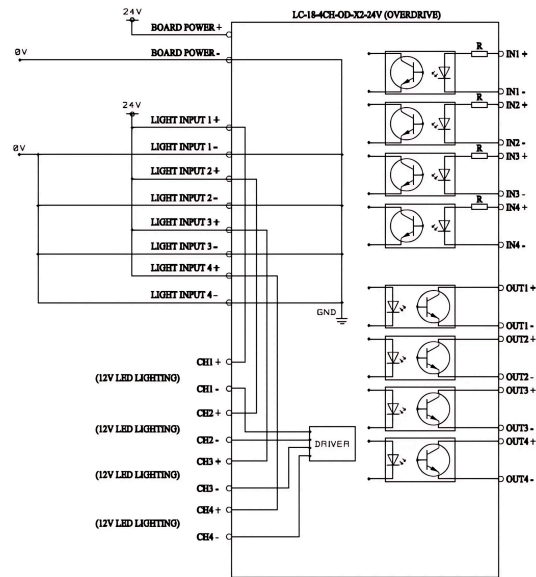 LC-18-4CH-OD-X2-24V (OVERDRIVE)
24V
BOARD POWER +
0V
BOARD POWER -
24V
LIGHT INPUT 1 +
0V
LIGHT INPUT 1 -
LIGHT INPUT 2 +
LIGHT INPUT 2 -
LIGHT INPUT 3 +
LIGHT INPUT 3 -
LIGHT INPUT 4 +
LIGHT INPUT 4 -
GND
CH1 +
(12V LED LIGHTING)
CH1 -
CH2 +
(12V LED LIGHTING)
CH2 -
CH3 +
(12V LED LIGHTING)
CH3 -
CH4 +
(12V LED LIGHTING)
CH4 -
DRIVER
R
IN1 +
IN1 -
R
IN2 +
IN2 -
R
IN3 +
IN3 -
R
IN4 +
IN4 -
OUT1 +
OUT1 -
OUT2 +
OUT2 -
OUT3 +
OUT3 -
OUT4 +
OUT4 -